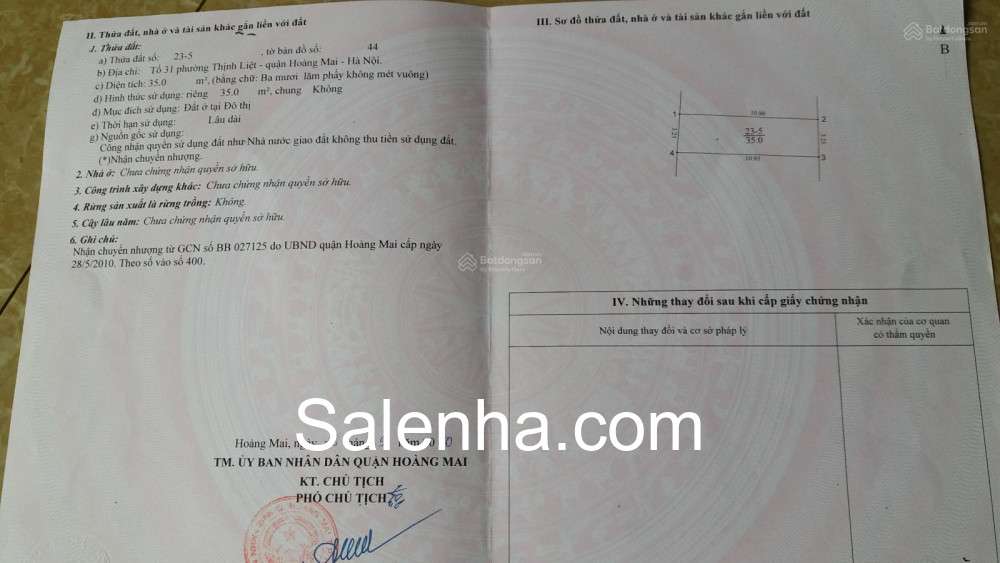 II. Thửa đất, nhà ở và tài sản khác gắn liền với đất
1. Thửa đất:
a) Thửa đất số: 23-5 , tờ bản đồ số: 44
b) Địa chỉ: Tổ 31 phường Thịnh Liệt - quận Hoàng Mai - Hà Nội.
c) Diện tích: 35.0 m², (bằng chữ: Ba mươi lăm phẩy không mét vuông)
d) Hình thức sử dụng: riêng 35.0 m², chung Không
đ) Mục đích sử dụng: Đất ở tại Đô thị
e) Thời hạn sử dụng: Lâu dài
g) Nguồn gốc sử dụng:
Công nhận quyền sử dụng đất như Nhà nước giao đất không thu tiền sử dụng đất.
(*)Nhận chuyển nhượng.
2. Nhà ở: Chưa chứng nhận quyền sở hữu.
3. Công trình xây dựng khác: Chưa chứng nhận quyền sở hữu.
4. Rừng sản xuất là rừng trồng: Không.
5. Cây lâu năm: Chưa chứng nhận quyền sở hữu.
6. Ghi chú:
Nhận chuyển nhượng từ GCN số BB 027125 do UBND quận Hoàng Mai cấp ngày
28/5/2010. Theo số vào sổ 400.
Hoàng Mai, ngày
TM. ỦY BAN NHÂN DÂN QUẬN HOÀNG MAI
KT. CHỦ TỊCH
PHÓ CHỦ TỊCH
III. Sơ đồ thửa đất, nhà ở và tài sản khác gắn liền với đất
B
1 10.86 2
3.21 23-5 3.23
35.0
4 10.95 3
IV. Những thay đổi sau khi cấp giấy chứng nhận
Nội dung thay đổi và cơ sở pháp lý
Xác nhận của cơ quan
có thẩm quyền
Batdongsan
Batdongsan
Batdongsan
Salenha.com